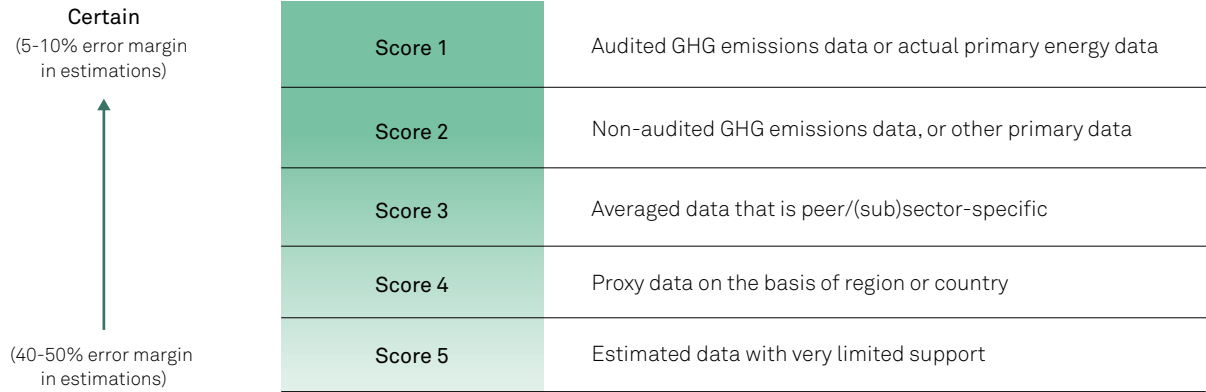 Certain
(5-10% error margin
in estimations)
Score 1
Audited GHG emissions data or actual primary energy data
Score 2
Non-audited GHG emissions data, or other primary data
Score 3
Averaged data that is peer/(sub)sector-specific
Score 4
Proxy data on the basis of region or country
(40-50% error margin
in estimations)
Score 5
Estimated data with very limited support